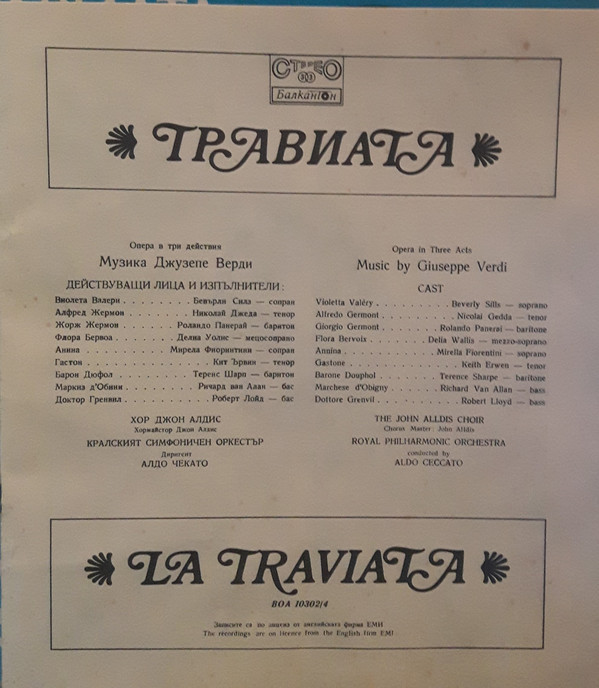 СТЕРЕО
33
Балкантон
ТРАВИАТА
Опера в три действия
Музика Джузепе Верди
ДЕЙСТВУВАЩИ ЛИЦА И ИЗПЪЛНИТЕЛИ:
Виолета Валери . . . . . . . . Бевърли Силз — сопран
Алфред Жермон . . . . . . . . Николай Джеда — тенор
Жорж Жермон . . . . . . . . Роландо Панерай — баритон
Флора Бервоа . . . . . . . . Делиа Уолис — мецосопрано
Анина . . . . . . . . Мирела Фиорентини — сопран
Гастон . . . . . . . . Кит Ървин — тенор
Барон Дюфол . . . . . . . . Теренс Шарп — баритон
Маркиз д'Обини . . . . . . . . Ричард ван Алан — бас
Доктор Гренвил . . . . . . . . Роберт Лойд — бас
ХОР ДЖОН АЛДИС
Хормайстор Джон Алдис
КРАЛСКИЯТ СИМФОНИЧЕН ОРКЕСТЪР
Диригент
АЛДО ЧЕКАТО
Opera in Three Acts
Music by Giuseppe Verdi
CAST
Violetta Valéry . . . . . . . . Beverly Sills — soprano
Alfredo Germont . . . . . . . . Nicolai Gedda — tenor
Giorgio Germont . . . . . . . . Rolando Panerai — baritone
Flora Bervoix . . . . . . . . Delia Wallis — mezzo-soprano
Annina . . . . . . . . Mirella Fiorentini — soprano
Gastone . . . . . . . . Keith Erwen — tenor
Barone Douphol . . . . . . . . Terence Sharpe — baritone
Marchese d'Obigny . . . . . . . . Richard Van Allan — bass
Dottore Grenvil . . . . . . . . Robert Lloyd — bass
THE JOHN ALLDIS CHOIR
Chorus Master: John Alldis
ROYAL PHILHARMONIC ORCHESTRA
conducted by
ALDO CECCATO
LA TRAVIATA
BOA 10302/4
Записите са по лиценз от английската фирма ЕМИ
The recordings are on licence from the English firm EMI